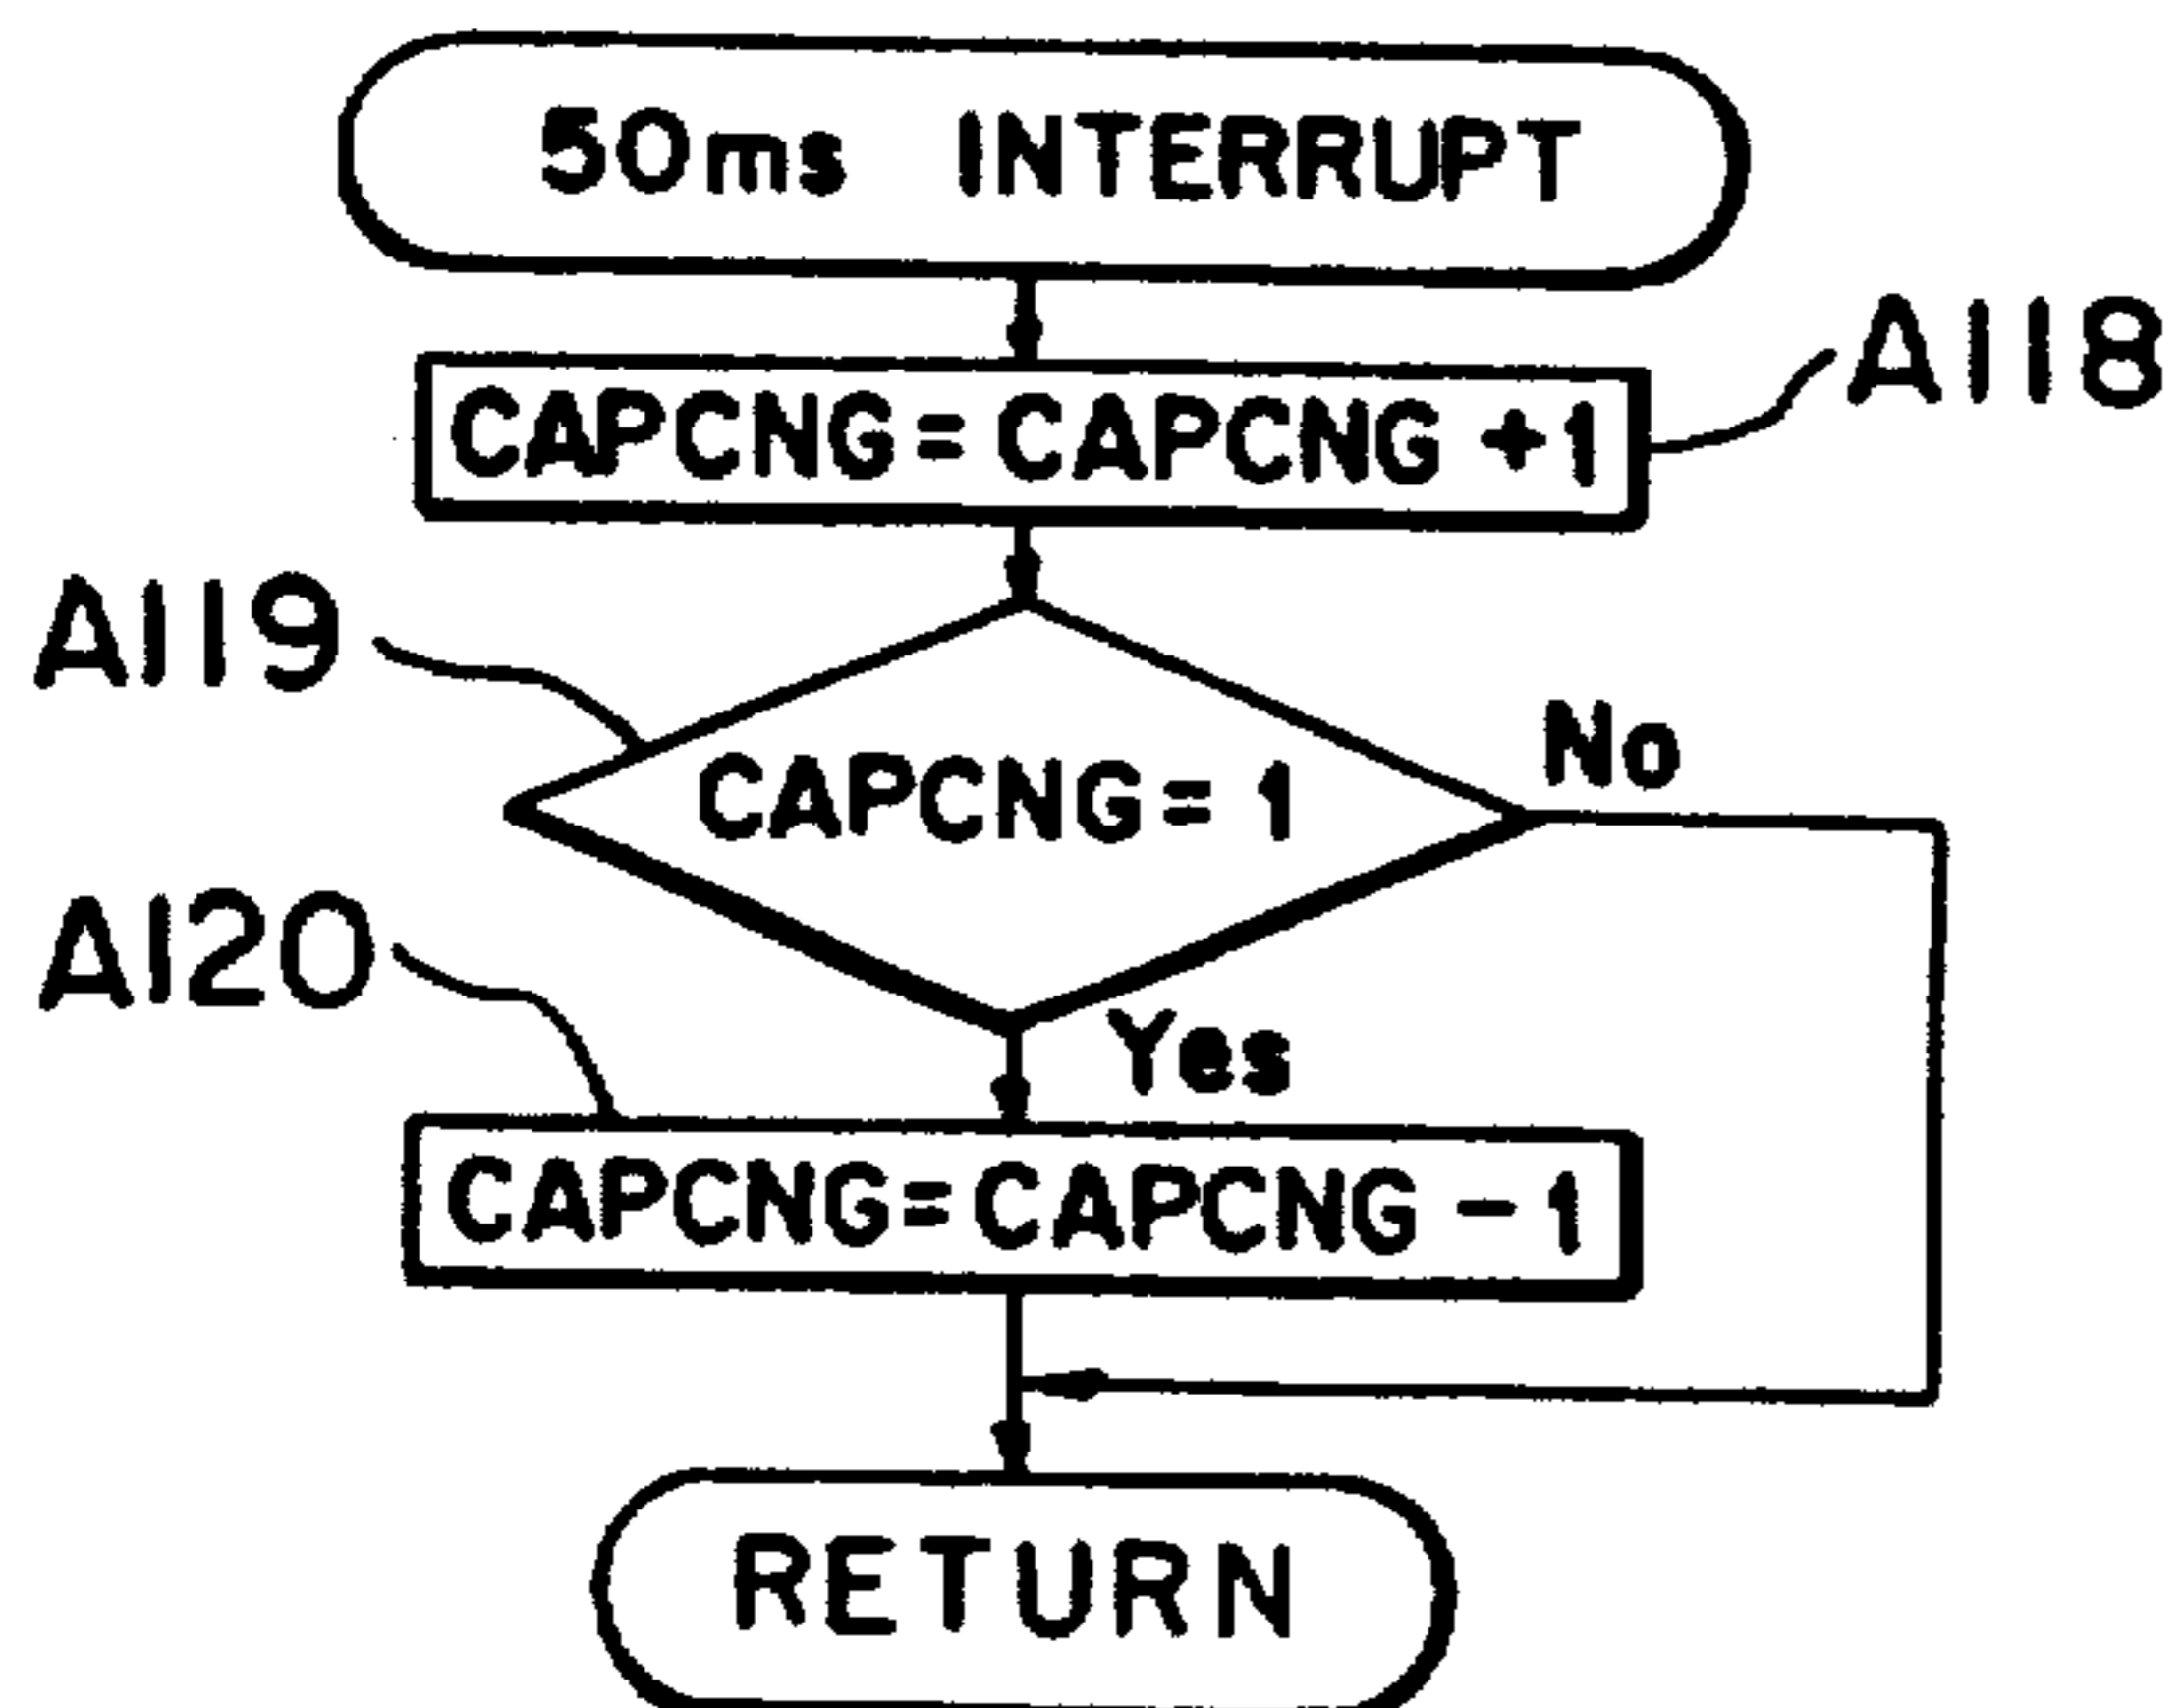 50ms INTERRUPT
CAPCNG=CAPCNG +1
A118
A119
CAPCNG= 1
No
A120
Yes
CAPCNG=CAPCNG - 1
RETURN